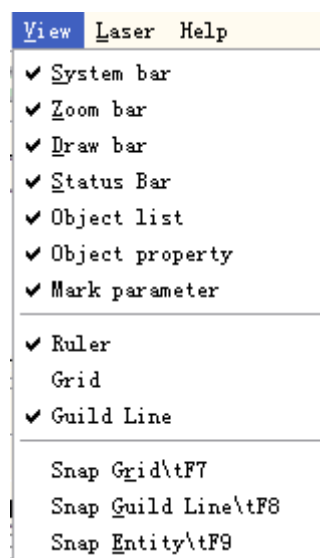 View Laser Help
✔ System bar
✔ Zoom bar
✔ Draw bar
✔ Status Bar
✔ Object list
✔ Object property
✔ Mark parameter
✔ Ruler
Grid
✔ Guild Line
Snap Grid\tF7
Snap Guild Line\tF8
Snap Entity\tF9